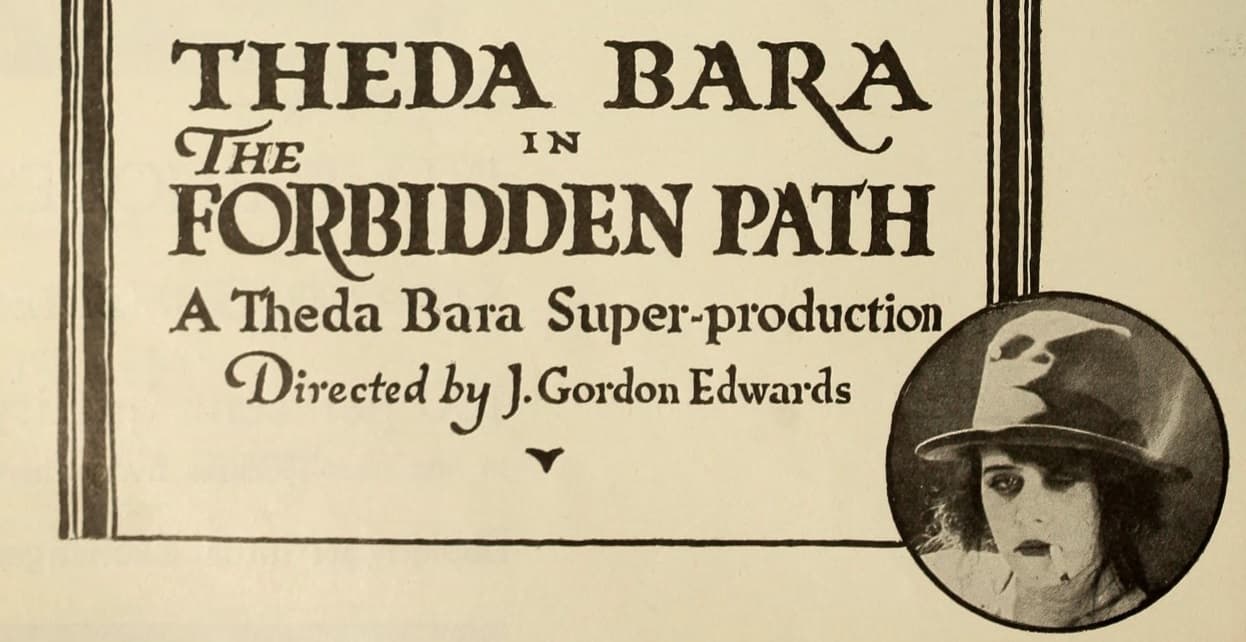 THEDA BARA
IN
THE
FORBIDDEN PATH
A Theda Bara Super-production
Directed by J. Gordon Edwards